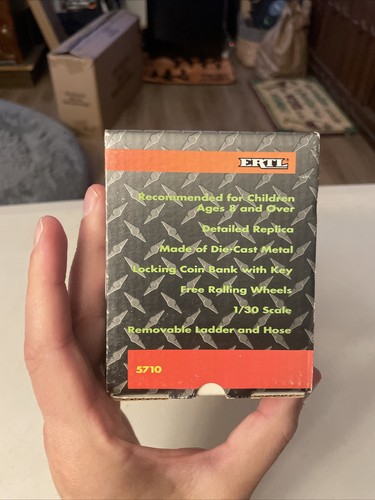 ERTL
Recommended for Children
Ages 8 and Over
Detailed Replica
Made of Die-Cast Metal
Locking Coin Bank with Key
Free Rolling Wheels
1/30 Scale
Removable Ladder and Hose
5710